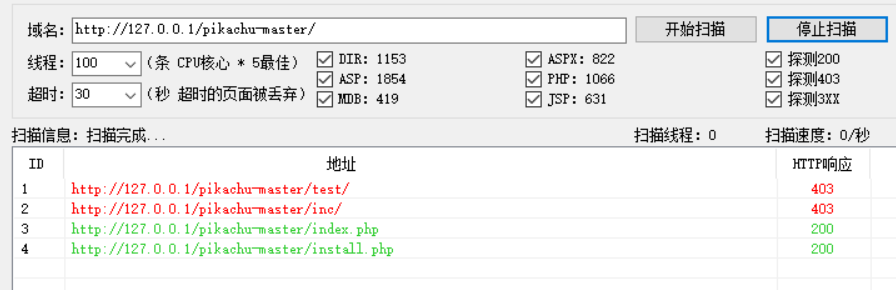 域名: http://127.0.0.1/pikachu-master/ 开始扫描 停止扫描
线程: 100 (条 CPU核心 * 5最佳) DIR: 1153 ASPX: 822 探测200
ASP: 1854 PHP: 1066 探测403
超时: 30 (秒 超时的页面被丢弃) MDB: 419 JSP: 631 探测3XX
扫描信息: 扫描完成... 扫描线程: 0 扫描速度: 0/秒
ID 地址 HTTP响应
1 http://127.0.0.1/pikachu-master/test/ 403
2 http://127.0.0.1/pikachu-master/inc/ 403
3 http://127.0.0.1/pikachu-master/index.php 200
4 http://127.0.0.1/pikachu-master/install.php 200